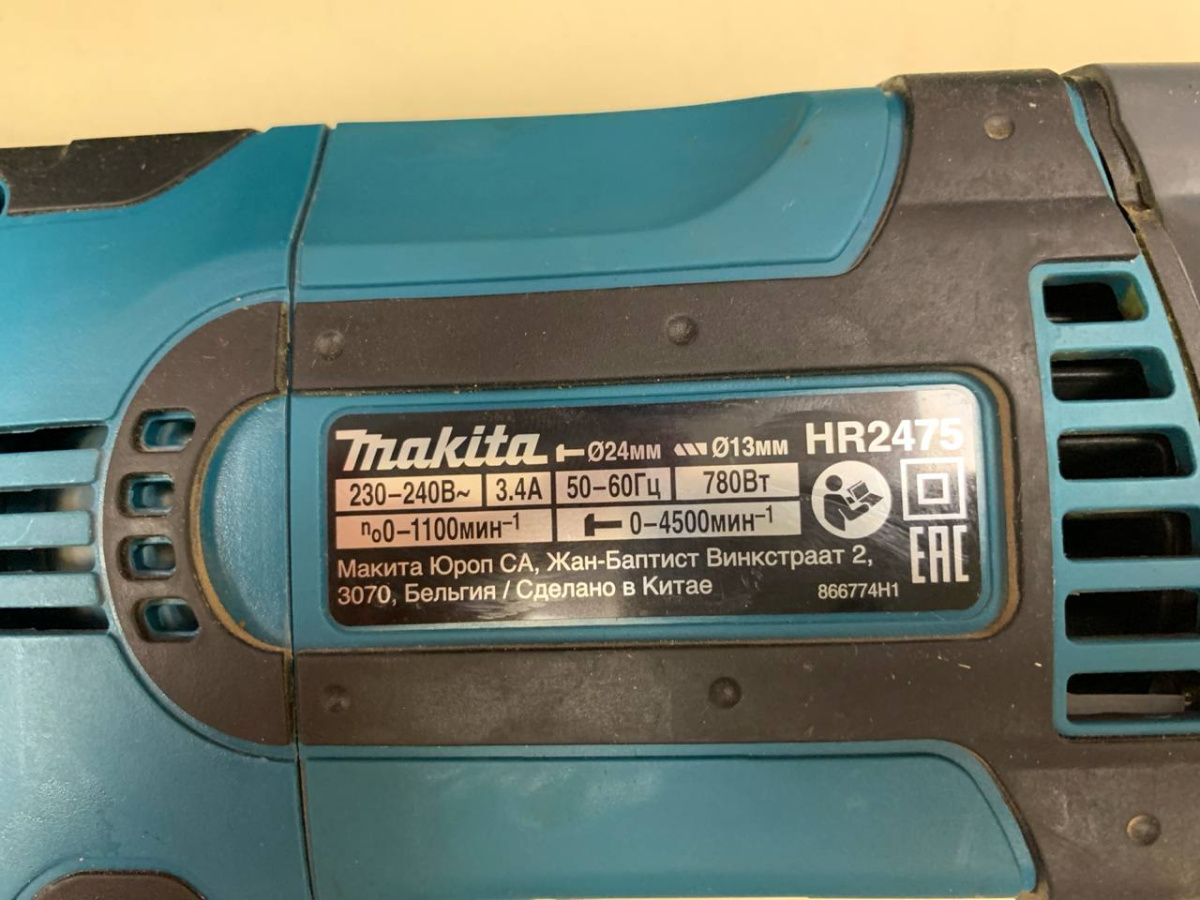 makita Ø24мм Ø13мм HR2475
230–240В~ 3.4А 50–60Гц 780Вт
n₀0–1100мин⁻¹ 0–4500мин⁻¹
Макита Юроп СА, Жан-Баптист Винкстраат 2,
3070, Бельгия / Сделано в Китае 866774H1
EAC